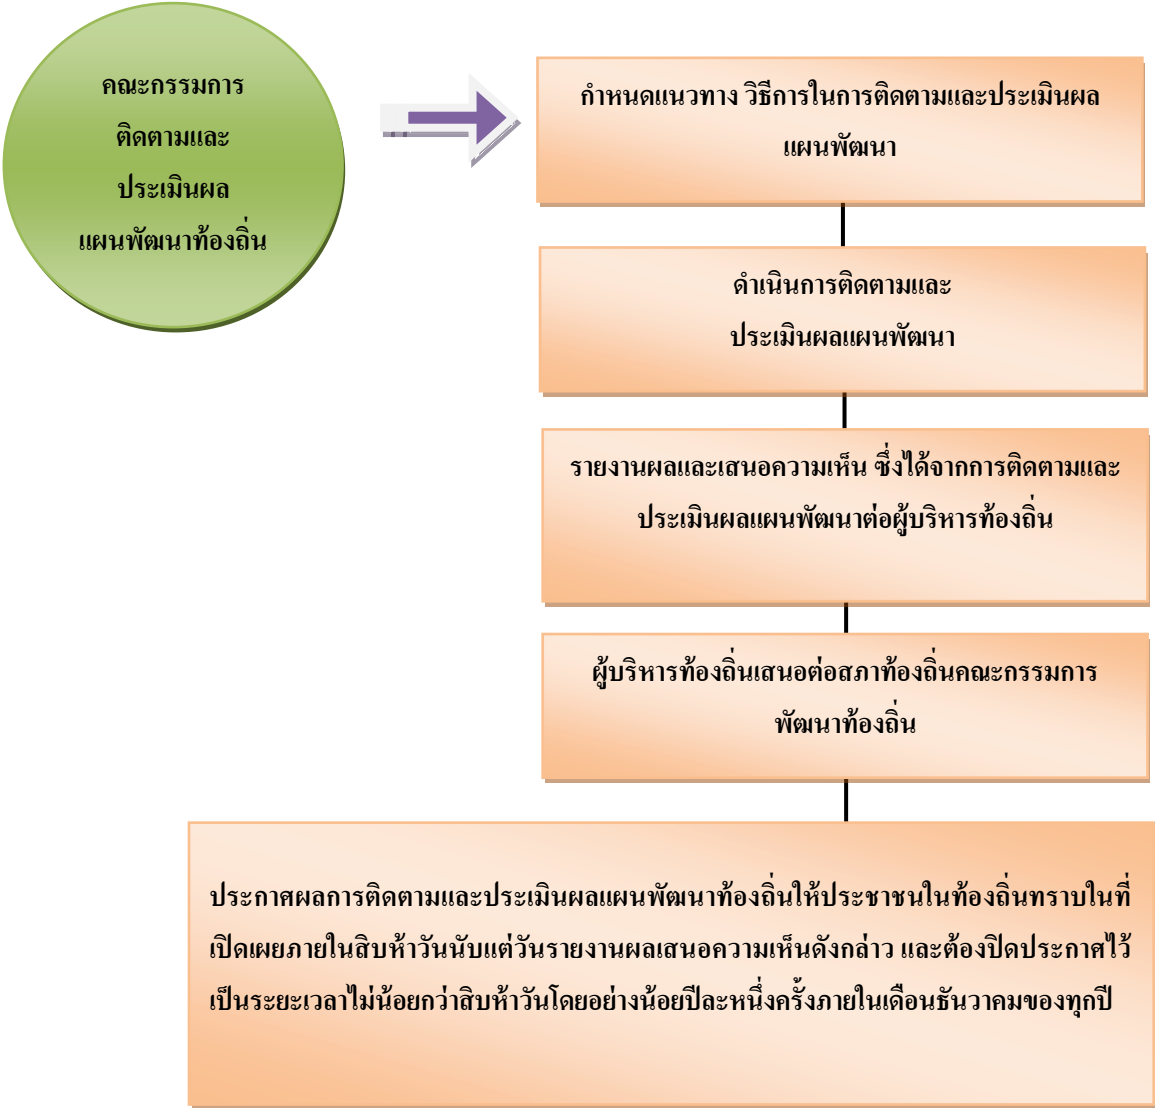 คณะกรรมการ
ติดตามและ
ประเมินผล
แผนพัฒนาท้องถิ่น
กำหนดแนวทาง วิธีการในการติดตามและประเมินผล
แผนพัฒนา
ดำเนินการติดตามและ
ประเมินผลแผนพัฒนา
รายงานผลและเสนอความเห็น ซึ่งได้จากการติดตามและ
ประเมินผลแผนพัฒนาต่อผู้บริหารท้องถิ่น
ผู้บริหารท้องถิ่นเสนอต่อสภาท้องถิ่นคณะกรรมการ
พัฒนาท้องถิ่น
ประกาศผลการติดตามและประเมินผลแผนพัฒนาท้องถิ่นให้ประชาชนในท้องถิ่นทราบในที่
เปิดเผยภายในสิบห้าวันนับแต่วันรายงานผลเสนอความเห็นดังกล่าว และต้องปิดประกาศไว้
เป็นระยะเวลาไม่น้อยกว่าสิบห้าวันโดยอย่างน้อยปีละหนึ่งครั้งภายในเดือนธันวาคมของทุกปี